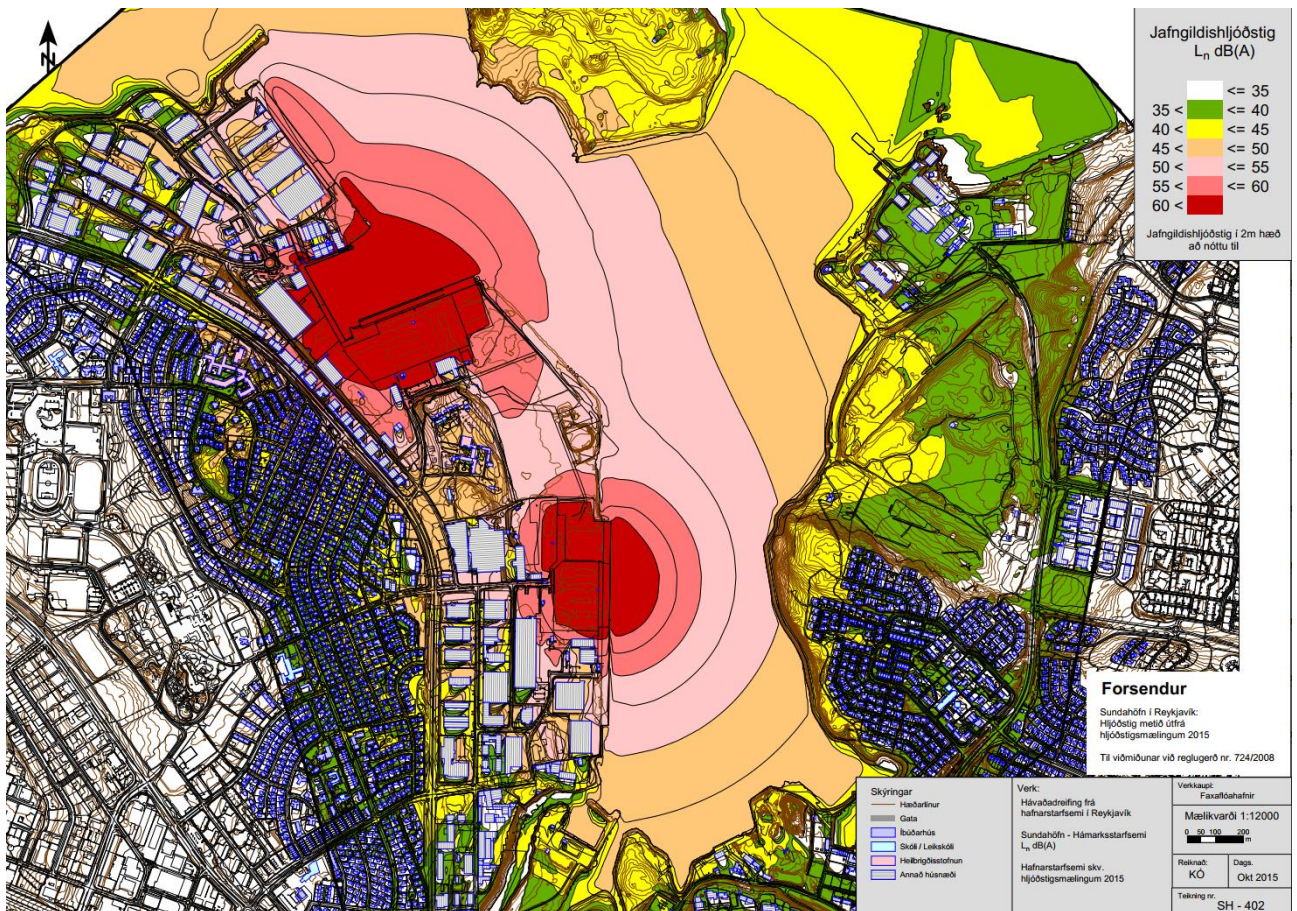 N
Jafngildishljóðstig
Ln dB(A)
<= 35
35 < <= 40
40 < <= 45
45 < <= 50
50 < <= 55
55 < <= 60
60 <
Jafngildishljóðstig í 2m hæð
að nóttu til
Forsendur
Sundahöfn í Reykjavík:
Hljóðstig metið útfrá
hljóðstigsmælingum 2015
Til viðmiðunar við reglugerð nr. 724/2008
Skýringar
Hæðarlínur
Gata
Íbúðarhús
Skóli / Leikskóli
Heilbrigðisstofnun
Annað húsnæði
Verk:
Hávaðadreifing frá
hafnarstarfsemi í Reykjavík
Sundahöfn - Hámarksstarfsemi
Ln dB(A)
Hafnarstarfsemi skv.
hljóðstigsmælingum 2015
Verkkaupi:
Faxaflóahafnir
Mælikvarði 1:12000
0 50 100 200
m
Reiknað:
KÓ
Dags.
Okt 2015
Teikning nr.
SH - 402